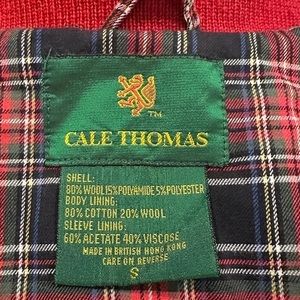 TM
CALE THOMAS
SHELL:
80% WOOL 15% POLYAMIDE 5% POLYESTER
BODY LINING:
80% COTTON 20% WOOL
SLEEVE LINING:
60% ACETATE 40% VISCOSE
MADE IN BRITISH HONG KONG
CARE ON REVERSE
S